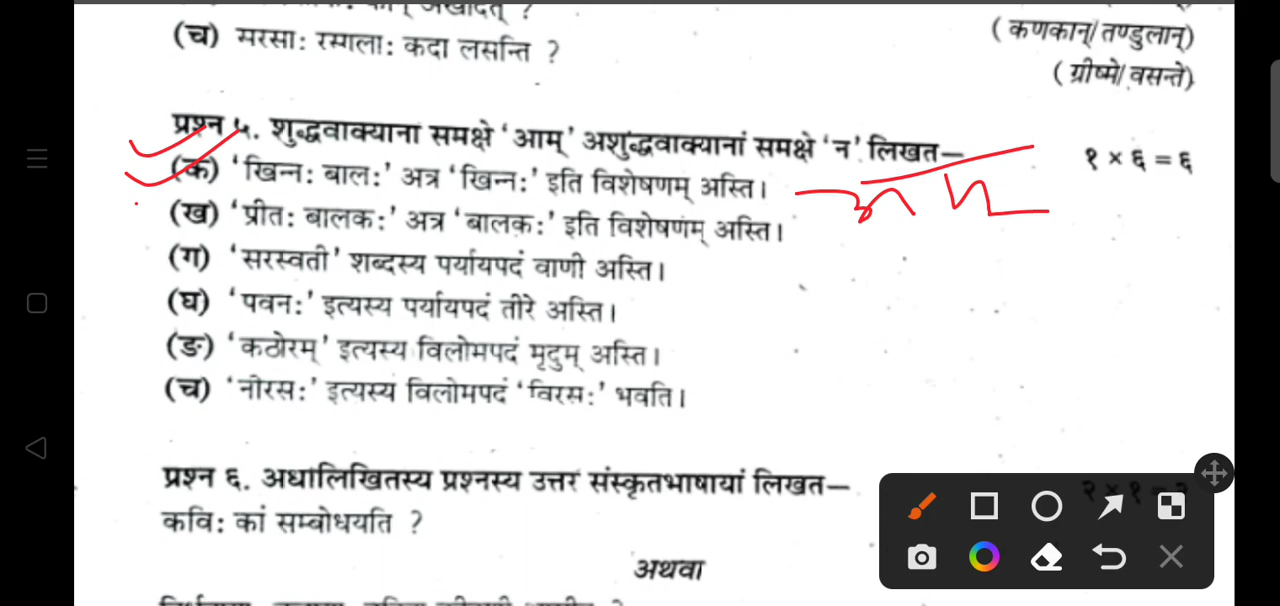 अखादत् ?
(च) सरसाः रसालाः कदा लसन्ति ?
(कणकान्/तण्डुलान्)
(ग्रीष्मे/वसन्ते)
प्रश्न ५. शुद्धवाक्याना समक्षे 'आम्' अशुद्धवाक्यानां समक्षे 'न' लिखत—
१ × ६ = ६
(क) 'खिन्नः बालः' अत्र 'खिन्नः' इति विशेषणम् अस्ति।
(ख) 'प्रीतः बालकः' अत्र 'बालकः' इति विशेषणम् अस्ति।
(ग) 'सरस्वती' शब्दस्य पर्यायपदं वाणी अस्ति।
(घ) 'पवनः' इत्यस्य पर्यायपदं तीरे अस्ति।
(ङ) 'कठोरम्' इत्यस्य विलोमपदं मृदुम् अस्ति।
(च) 'नीरसः' इत्यस्य विलोमपदं 'विरसः' भवति।
प्रश्न ६. अधोलिखितस्य प्रश्नस्य उत्तर संस्कृतभाषायां लिखत—
कविः कां सम्बोधयति ?
अथवा